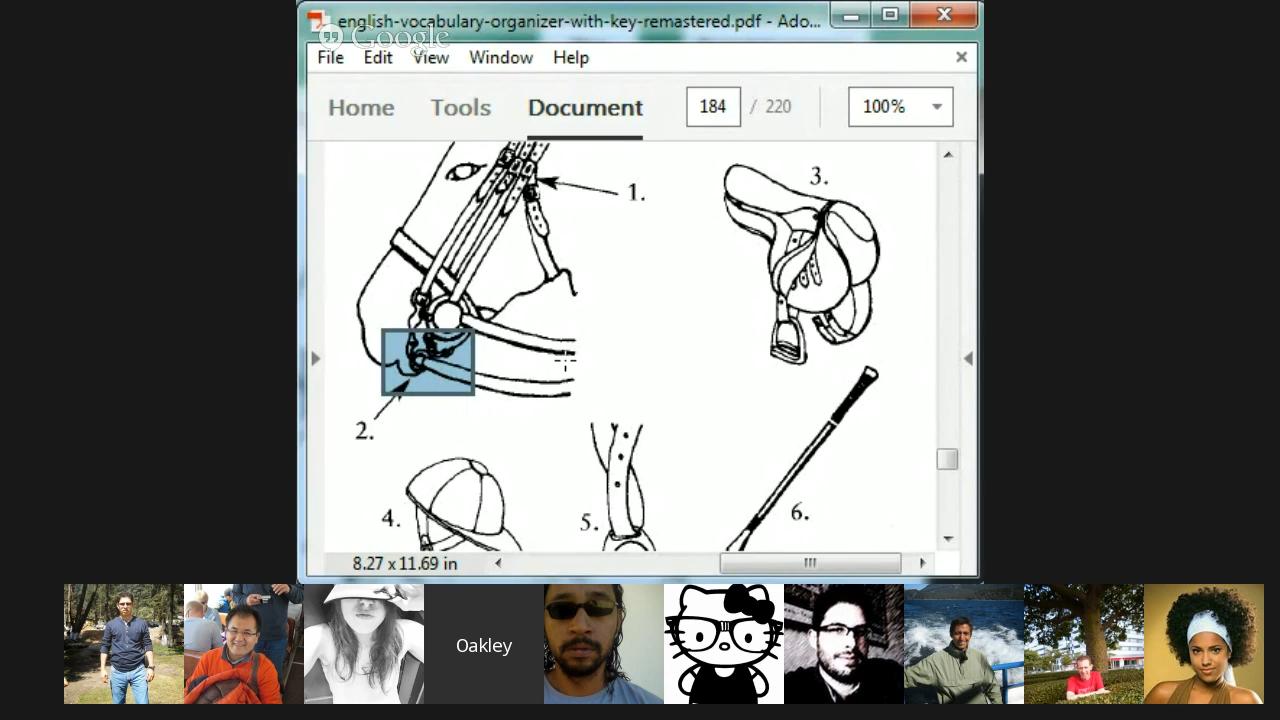 english-vocabulary-organizer-with-key-remastered.pdf - Ado...
Google
File Edit View Window Help
Home Tools Document 184 / 220 100%
1.
3.
2.
4.
5.
6.
8.27 x 11.69 in
Oakley